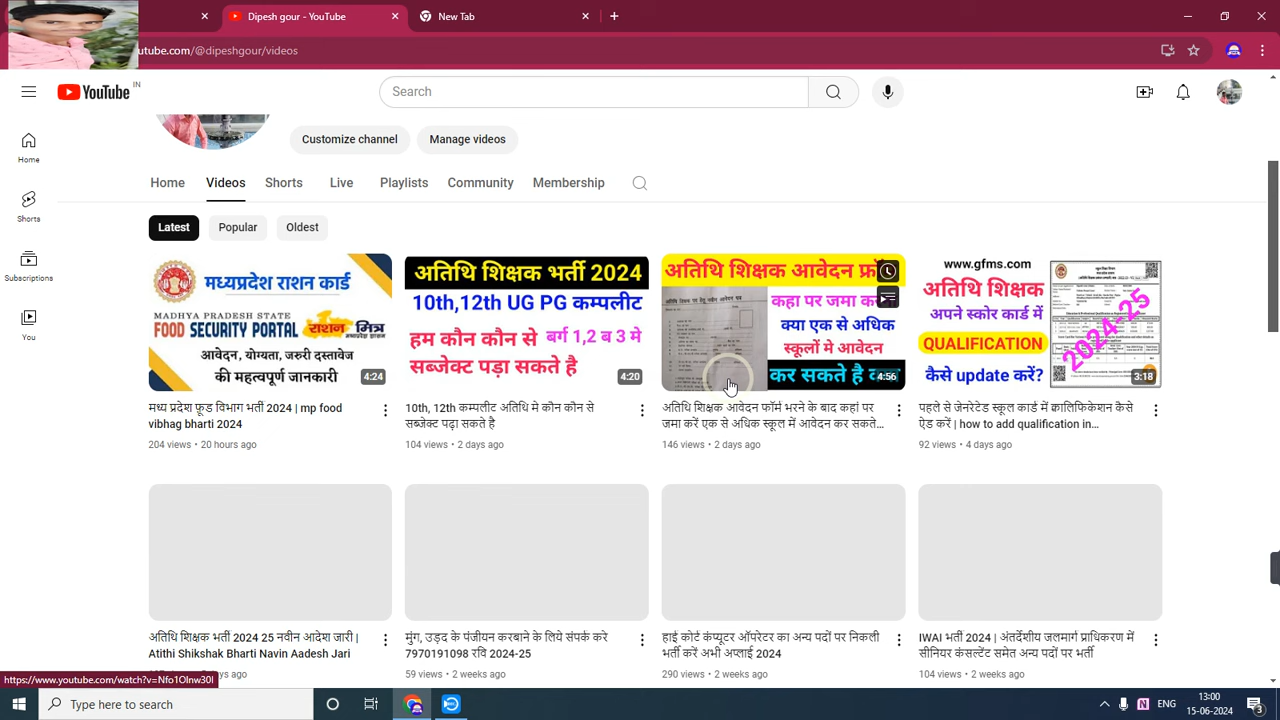 Dipesh gour - YouTube
New Tab
utube.com/@dipeshgour/videos
YouTube IN
Search
Home
Shorts
Subscriptions
You
Customize channel
Manage videos
Home
Videos
Shorts
Live
Playlists
Community
Membership
Latest
Popular
Oldest
मध्यप्रदेश राशन कार्ड
MADHYA PRADESH STATE
FOOD SECURITY PORTAL राशन मित्र
आवेदन, योग्यता, जरुरी दस्तावेज
की महत्वपूर्ण जानकारी
4:24
मध्य प्रदेश फूड विभाग भर्ती 2024 | mp food
vibhag bharti 2024
204 views • 20 hours ago
अतिथि शिक्षक भर्ती 2024
10th,12th UG PG कम्पलीट
हम कौन कौन से वर्ग 1,2 ब 3 मे
सब्जेक्ट पड़ा सकते है
4:20
10th, 12th कम्पलीट अतिथि मे कौन कौन से
सब्जेक्ट पढ़ा सकते है
104 views • 2 days ago
अतिथि शिक्षक आवेदन फ्रॉ
कहा पर जमा कर
क्या एक से अधिक
स्कूलों मे आवेदन
कर सकते है क
4:56
अतिथि शिक्षक आवेदन फॉर्म भरने के बाद कहां पर
जमा करें एक से अधिक स्कूल में आवेदन कर सकते...
146 views • 2 days ago
www.gfms.com
अतिथि शिक्षक
अपने स्कोर कार्ड में
QUALIFICATION
कैसे update करें?
2024-25
3:18
पहले से जेनरेटेड स्कूल कार्ड में क्वालिफिकेशन कैसे
ऐड करें | how to add qualification in...
92 views • 4 days ago
अतिथि शिक्षक भर्ती 2024 25 नवीन आदेश जारी |
Atithi Shikshak Bharti Navin Aadesh Jari
ys ago
मुंग, उड़द के पंजीयन करबाने के लिये संपर्क करे
7970191098 रवि 2024-25
59 views • 2 weeks ago
हाई कोर्ट कंप्यूटर ऑपरेटर का अन्य पदों पर निकली
भर्ती करें अभी अप्लाई 2024
290 views • 2 weeks ago
IWAI भर्ती 2024 | अंतर्देशीय जलमार्ग प्राधिकरण में
सीनियर कंसल्टेंट समेत अन्य पदों पर भर्ती
104 views • 2 weeks ago
https://www.youtube.com/watch?v=Nfo1Olnw30I
Type here to search
13:00
15-06-2024
3